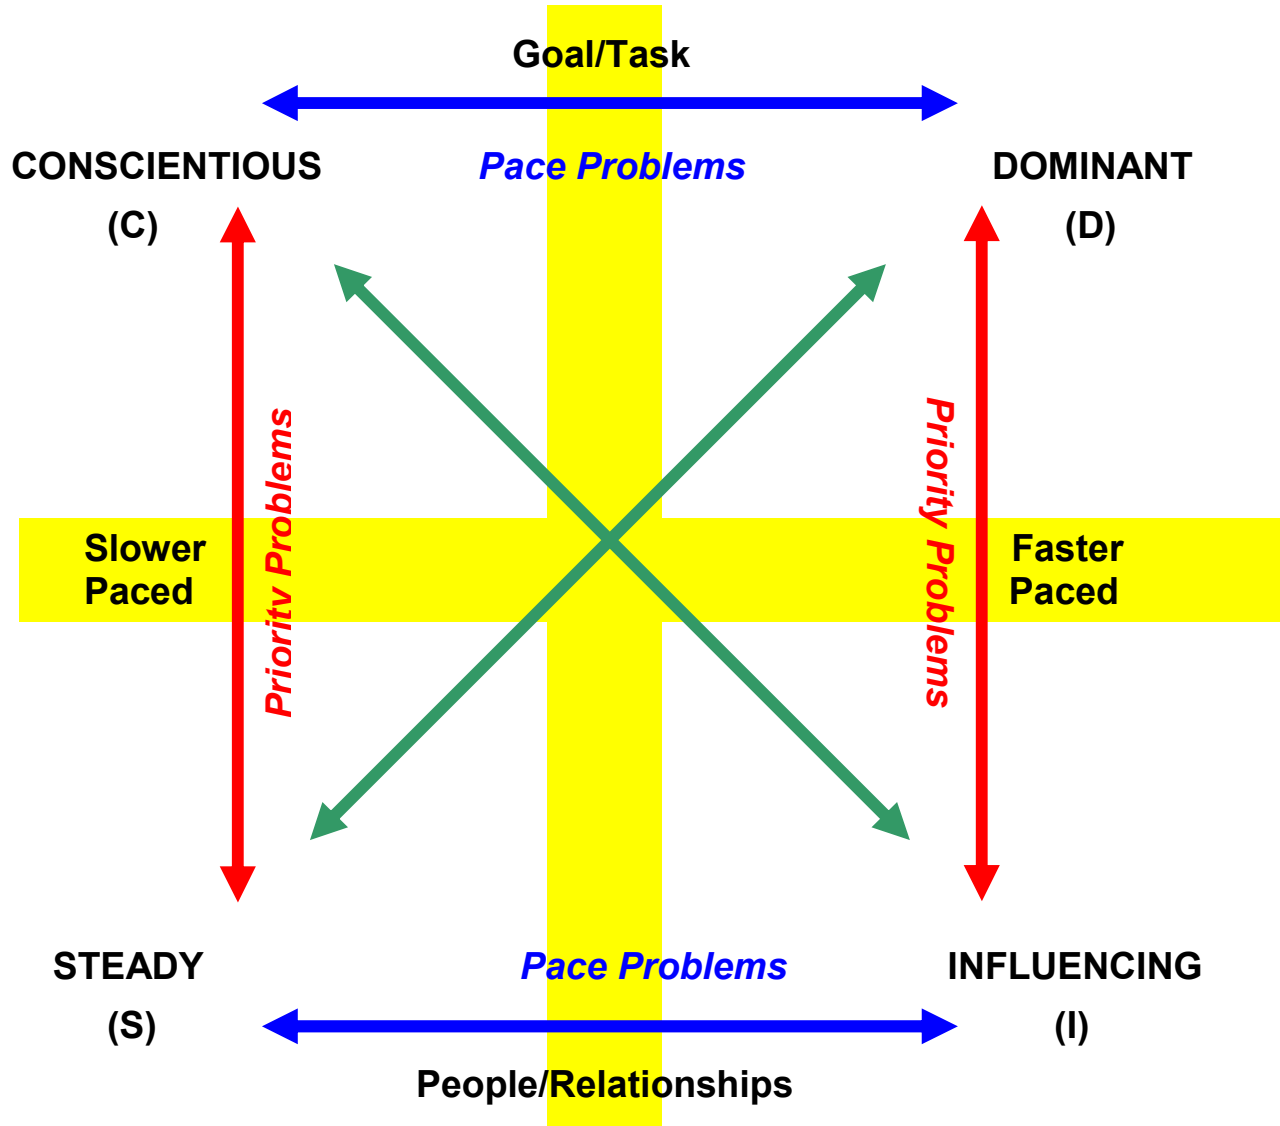 Goal/Task
CONSCIENTIOUS
Pace Problems
DOMINANT
(C)
(D)
Priority Problems
Priority Problems
Slower
Paced
Faster
Paced
STEADY
Pace Problems
INFLUENCING
(S)
(I)
People/Relationships